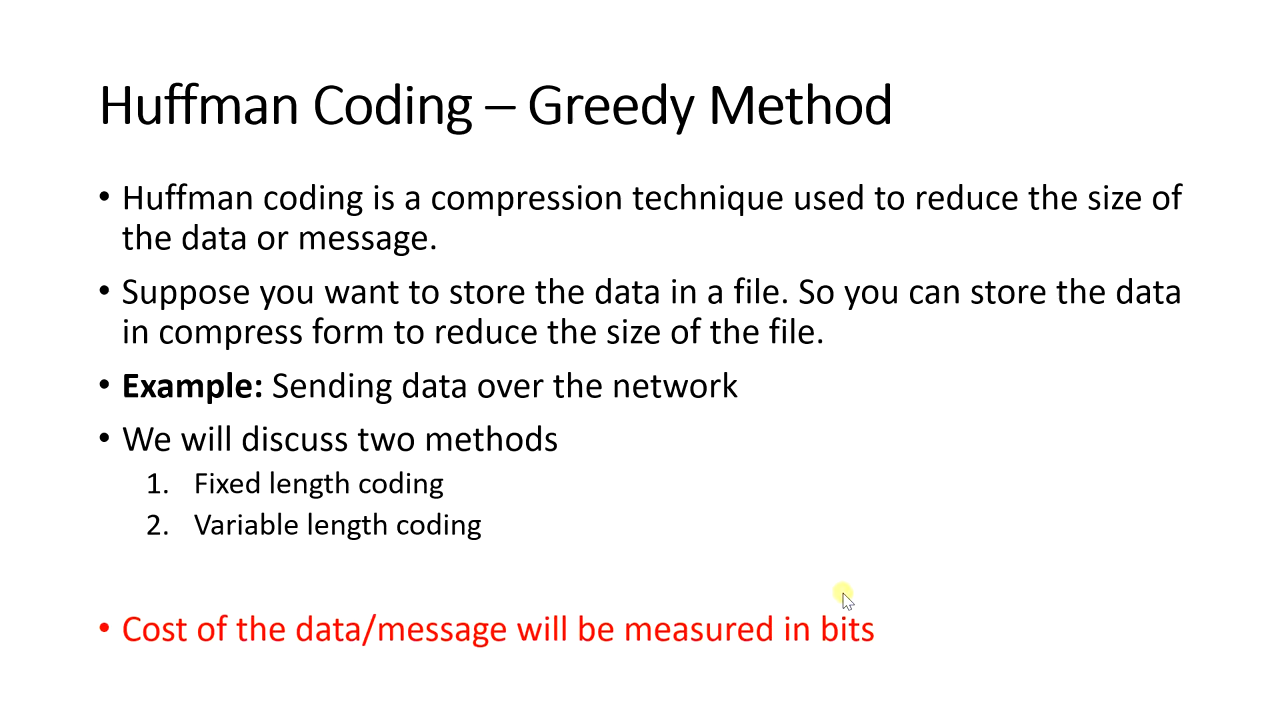 Huffman Coding – Greedy Method
• Huffman coding is a compression technique used to reduce the size of
the data or message.
• Suppose you want to store the data in a file. So you can store the data
in compress form to reduce the size of the file.
• Example: Sending data over the network
• We will discuss two methods
1. Fixed length coding
2. Variable length coding
• Cost of the data/message will be measured in bits